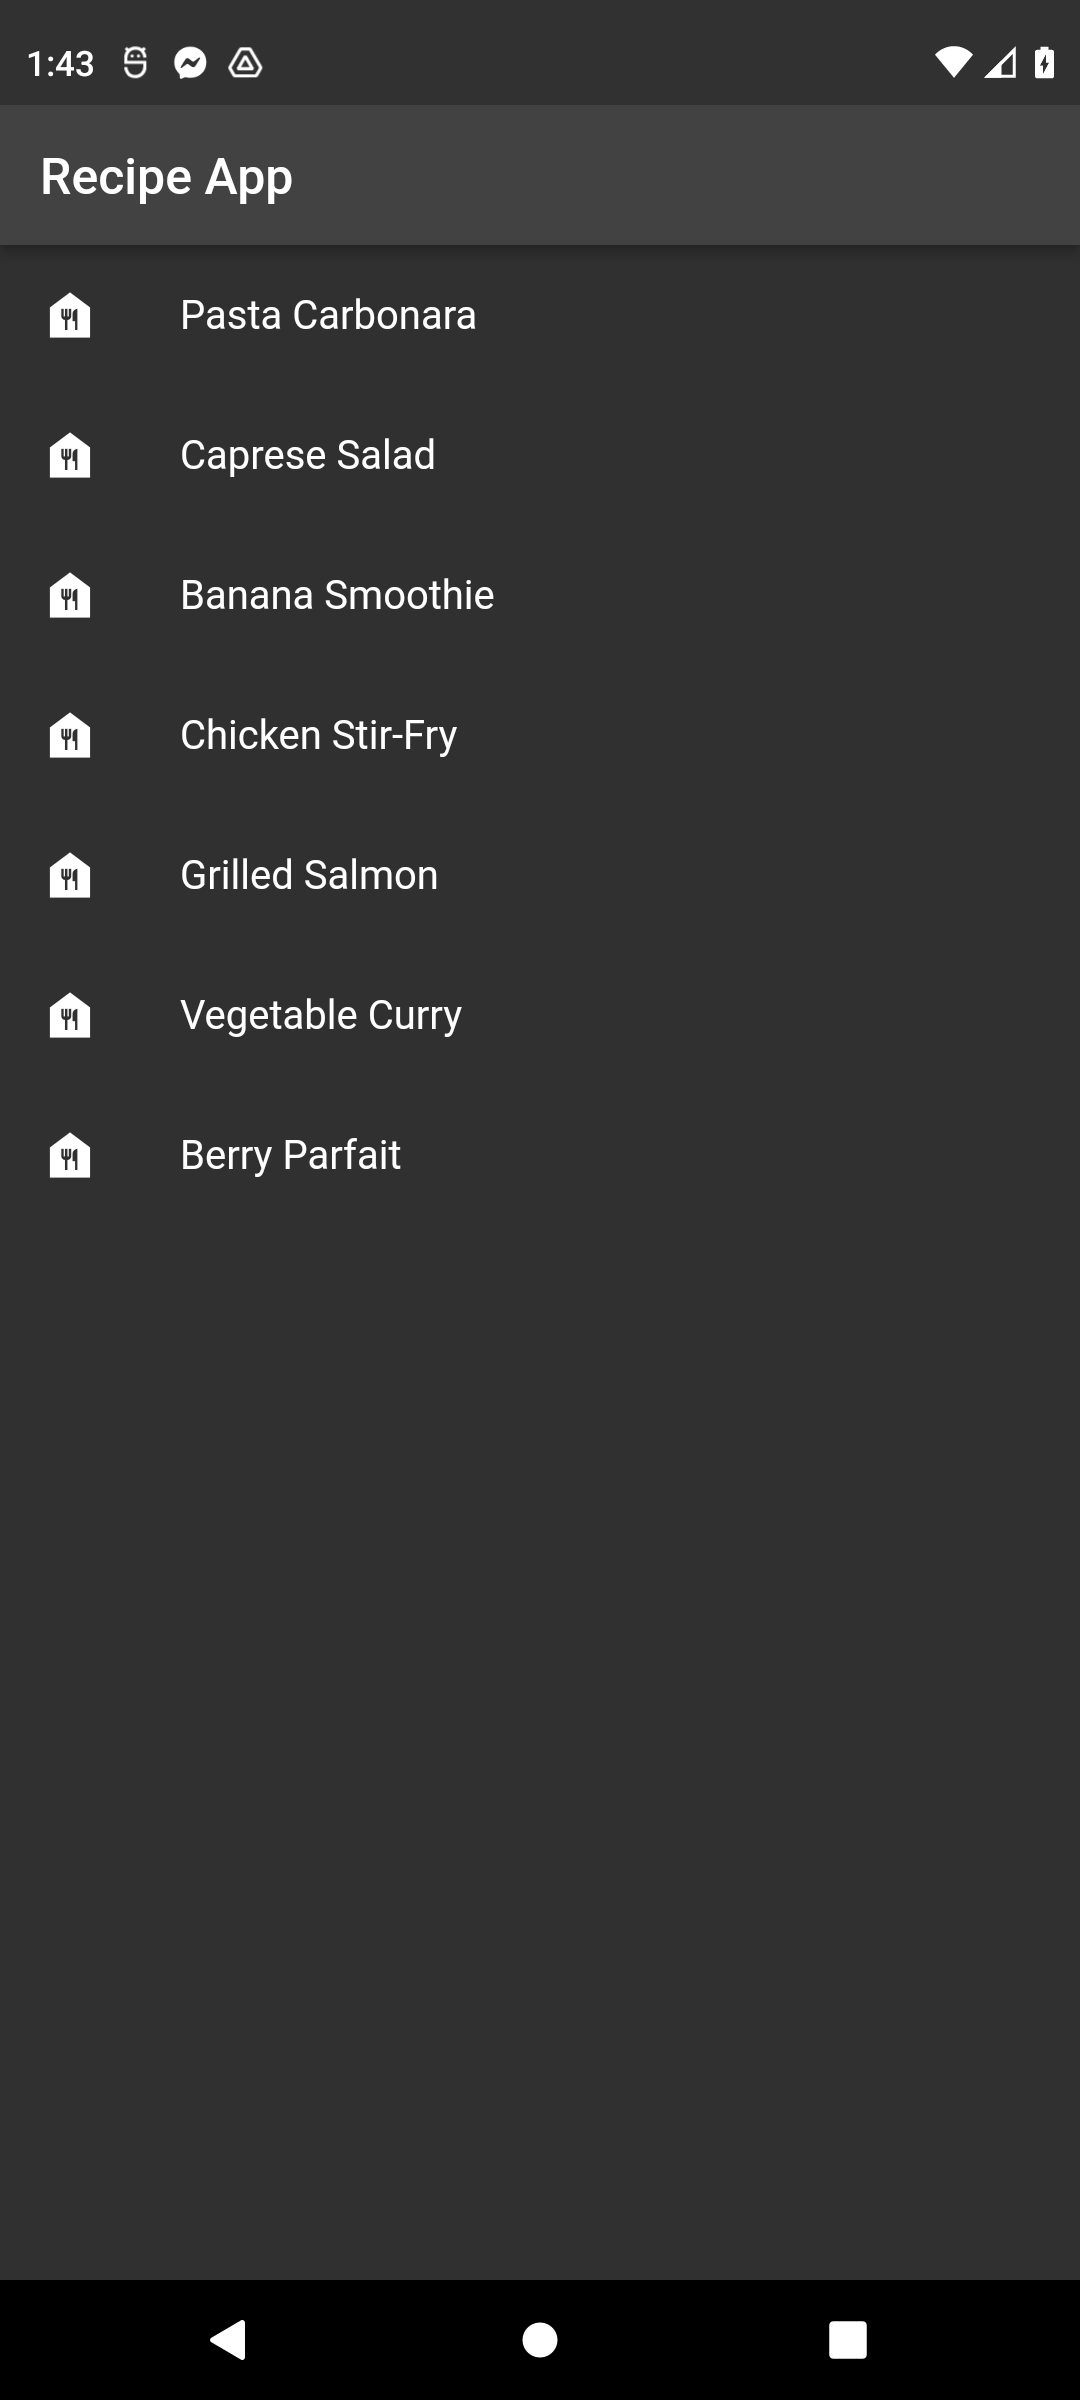 1:43
Recipe App
Pasta Carbonara
Caprese Salad
Banana Smoothie
Chicken Stir-Fry
Grilled Salmon
Vegetable Curry
Berry Parfait